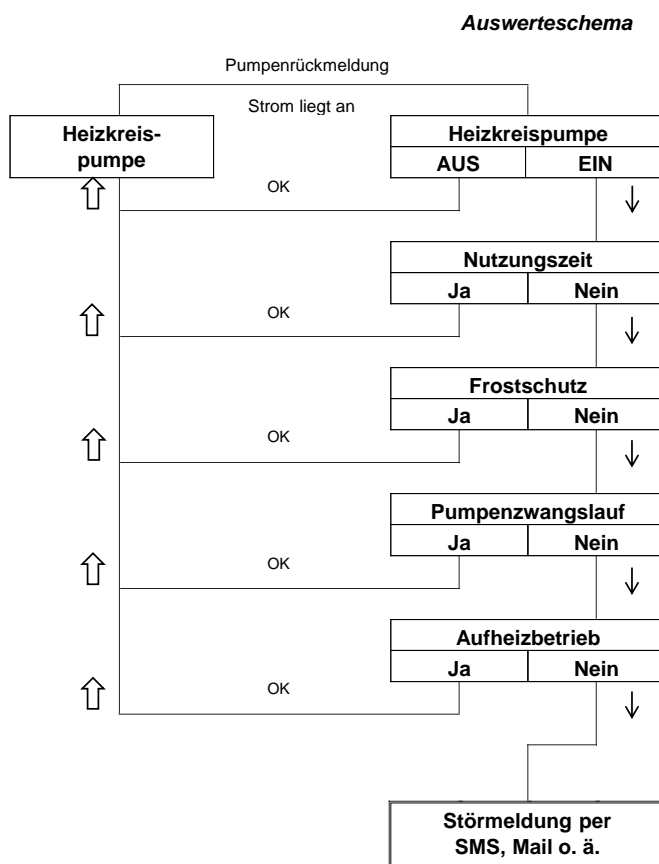 Auswerteschema
Pumpenrückmeldung
Strom liegt an
Heizkreis-
pumpe
Heizkreispumpe
AUS EIN
OK
Nutzungszeit
Ja Nein
OK
Frostschutz
Ja Nein
OK
Pumpenzwangslauf
Ja Nein
OK
Aufheizbetrieb
Ja Nein
OK
Störmeldung per
SMS, Mail o. ä.